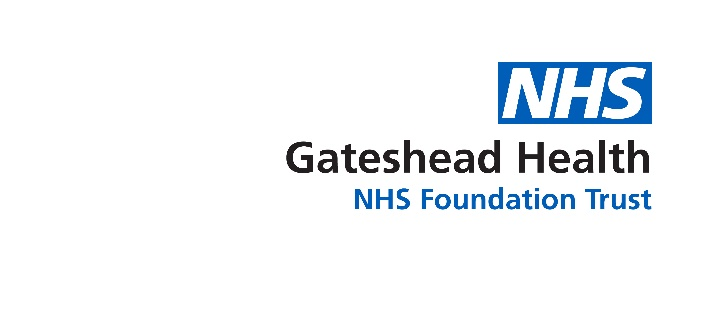 NHS
Gateshead Health
NHS Foundation Trust